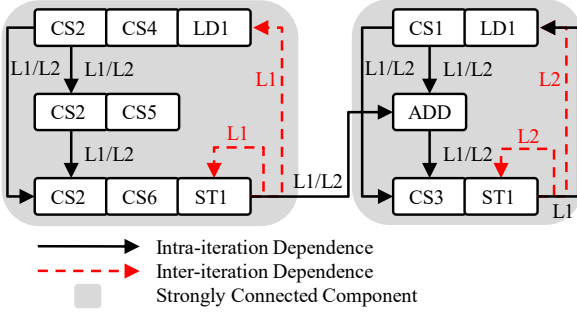 CS2 CS4 LD1 CS1 LD1
L1/L2 L1/L2 L1 L1/L2 L1/L2 L2
CS2 CS5 ADD
L1/L2 L1 L1/L2 L1/L2 L2
CS2 CS6 ST1 CS3 ST1 L1
Intra-iteration Dependence
Inter-iteration Dependence
Strongly Connected Component